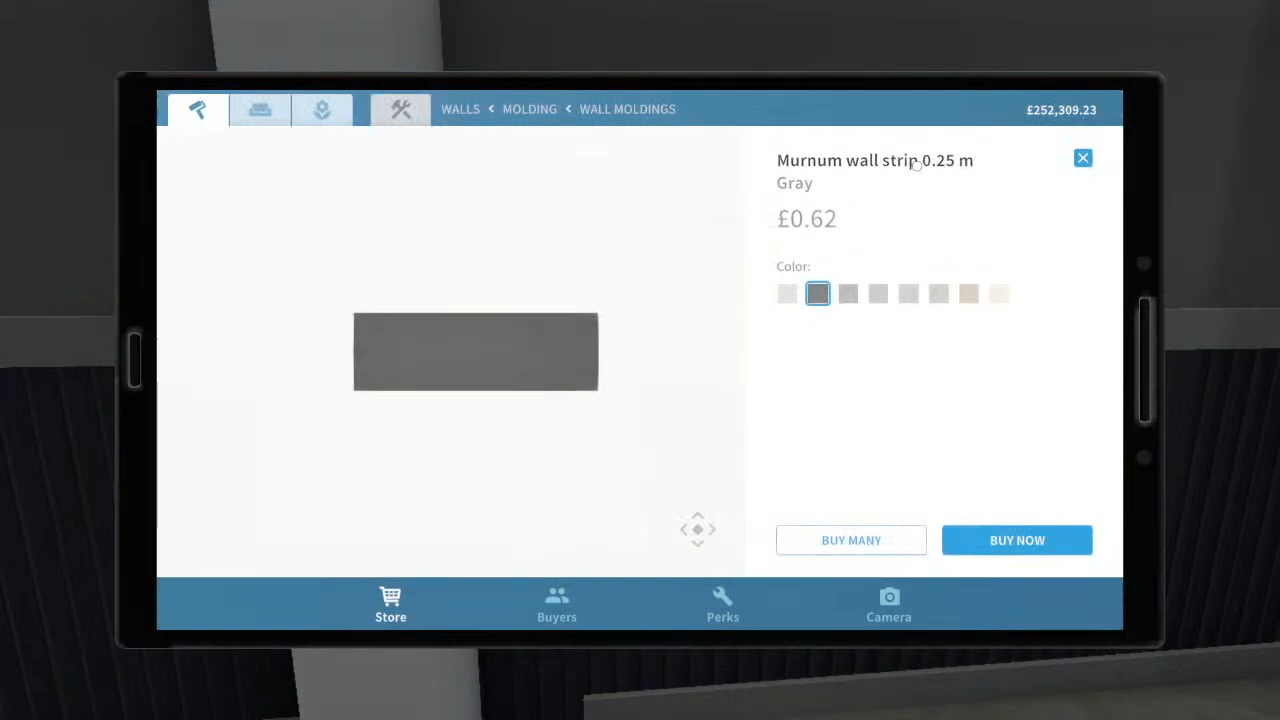 WALLS < MOLDING < WALL MOLDINGS
£252,309.23
Murnum wall strip 0.25 m
Gray
£0.62
Color:
BUY MANY
BUY NOW
Store
Buyers
Perks
Camera